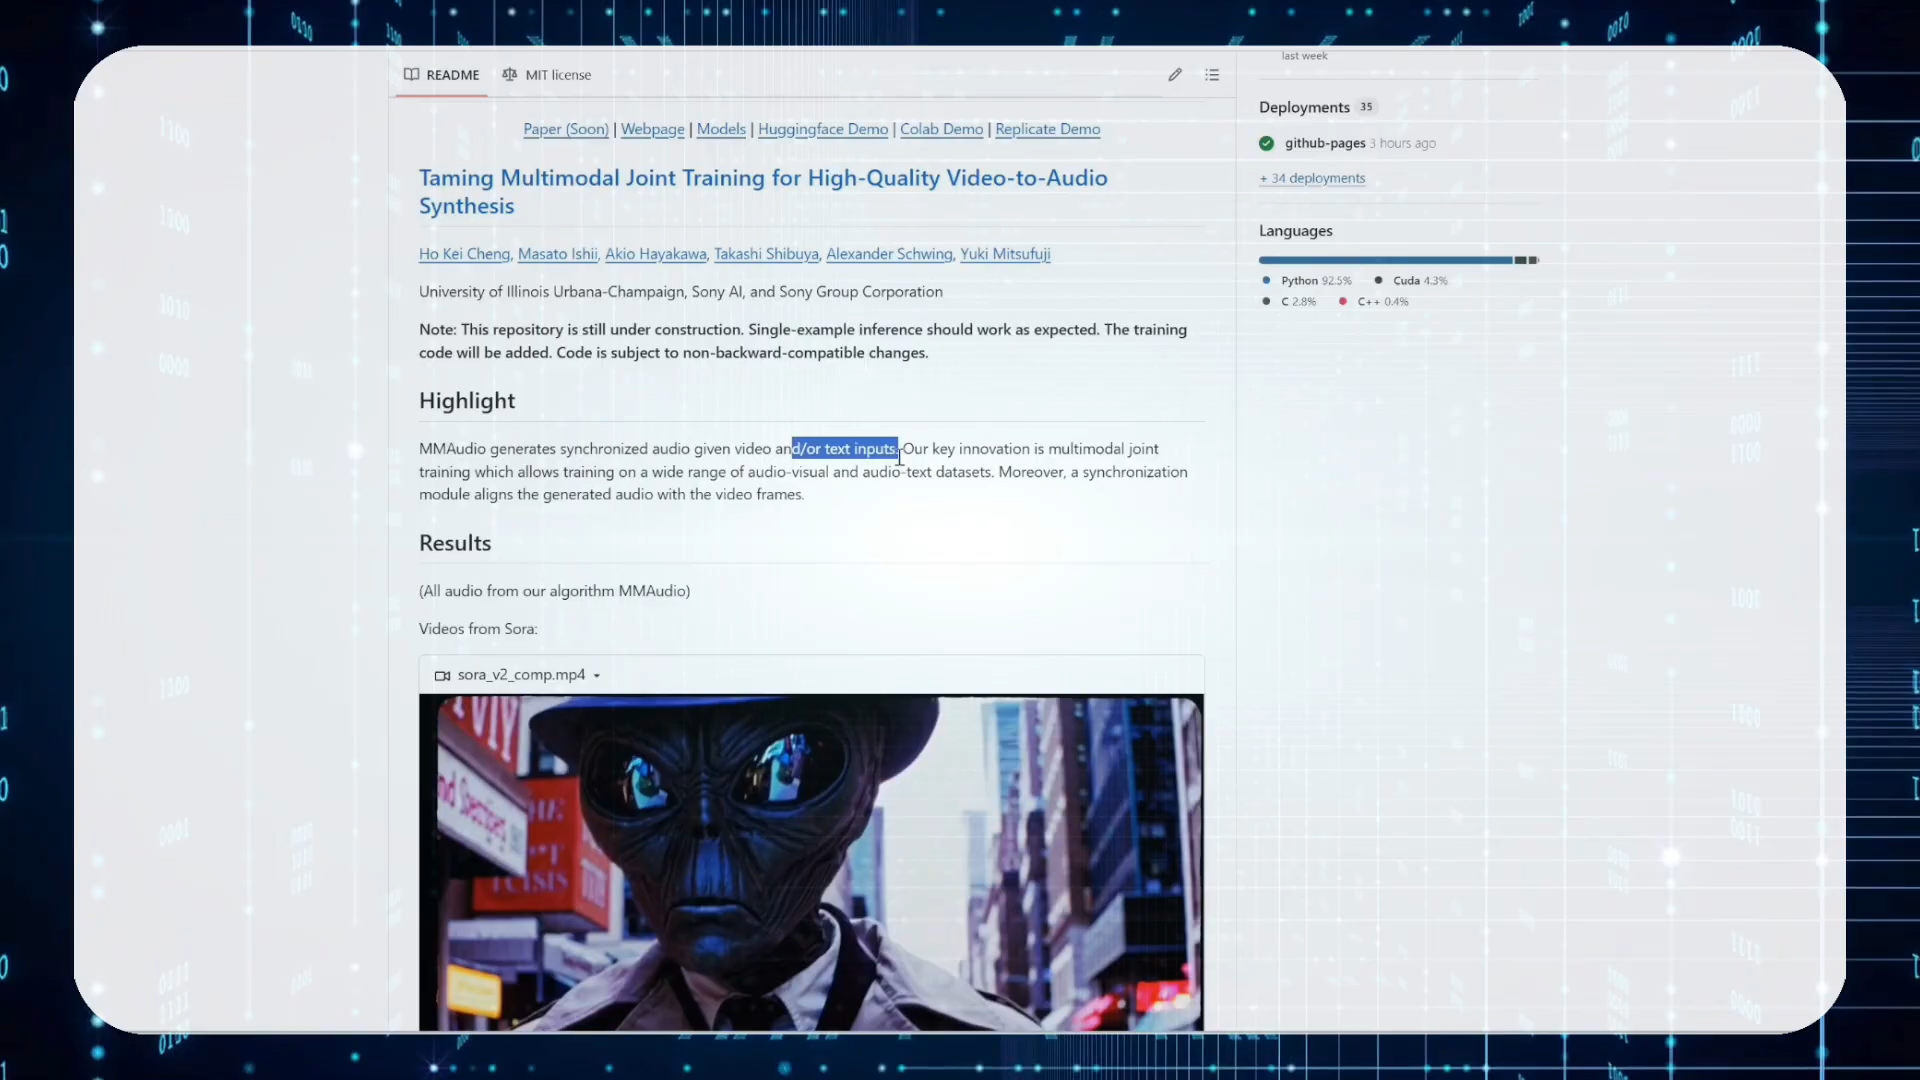 last week
README MIT license
Deployments 35
Paper (Soon) | Webpage | Models | Huggingface Demo | Colab Demo | Replicate Demo
github-pages 3 hours ago
Taming Multimodal Joint Training for High-Quality Video-to-Audio
Synthesis
+ 34 deployments
Languages
Ho Kei Cheng, Masato Ishii, Akio Hayakawa, Takashi Shibuya, Alexander Schwing, Yuki Mitsufuji
Python 92.5% Cuda 4.3%
C 2.8% C++ 0.4%
University of Illinois Urbana-Champaign, Sony AI, and Sony Group Corporation
Note: This repository is still under construction. Single-example inference should work as expected. The training
code will be added. Code is subject to non-backward-compatible changes.
Highlight
MMAudio generates synchronized audio given video and/or text inputs. Our key innovation is multimodal joint
training which allows training on a wide range of audio-visual and audio-text datasets. Moreover, a synchronization
module aligns the generated audio with the video frames.
Results
(All audio from our algorithm MMAudio)
Videos from Sora:
sora_v2_comp.mp4